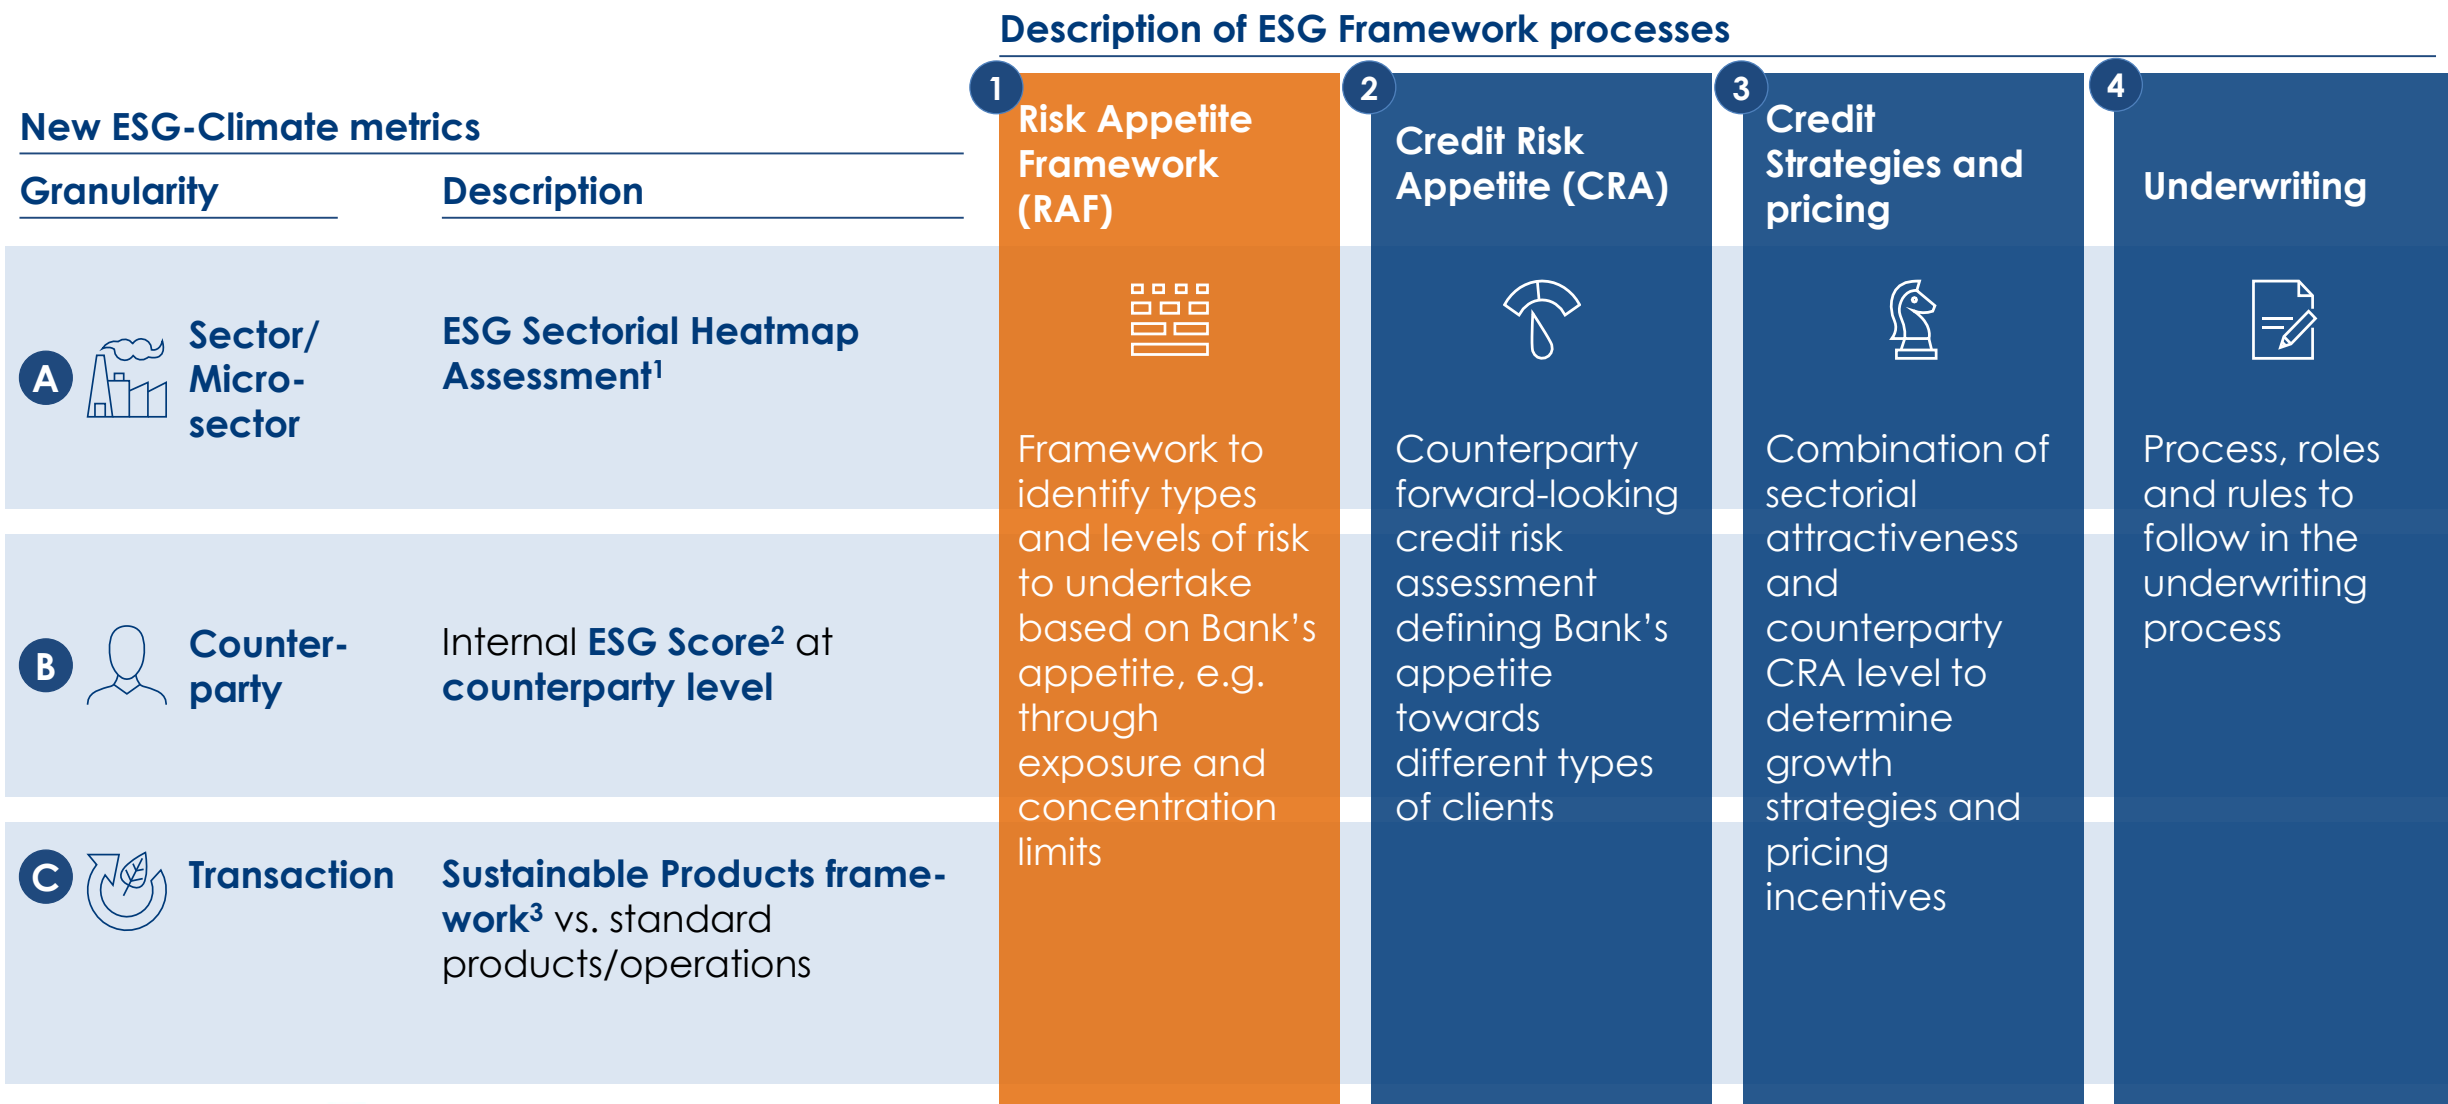 Description of ESG Framework processes
New ESG-Climate metrics
Granularity
Description
1
Risk Appetite
Framework
(RAF)
2
Credit Risk
Appetite (CRA)
3
Credit
Strategies and
pricing
4
Underwriting
A
Sector/
Micro-
sector
ESG Sectorial Heatmap
Assessment¹
B
Counter-
party
Internal ESG Score² at
counterparty level
C
Transaction
Sustainable Products frame-
work³ vs. standard
products/operations
Framework to
identify types
and levels of risk
to undertake
based on Bank's
appetite, e.g.
through
exposure and
concentration
limits
Counterparty
forward-looking
credit risk
assessment
defining Bank's
appetite
towards
different types
of clients
Combination of
sectorial
attractiveness
and
counterparty
CRA level to
determine
growth
strategies and
pricing
incentives
Process, roles
and rules to
follow in the
underwriting
process